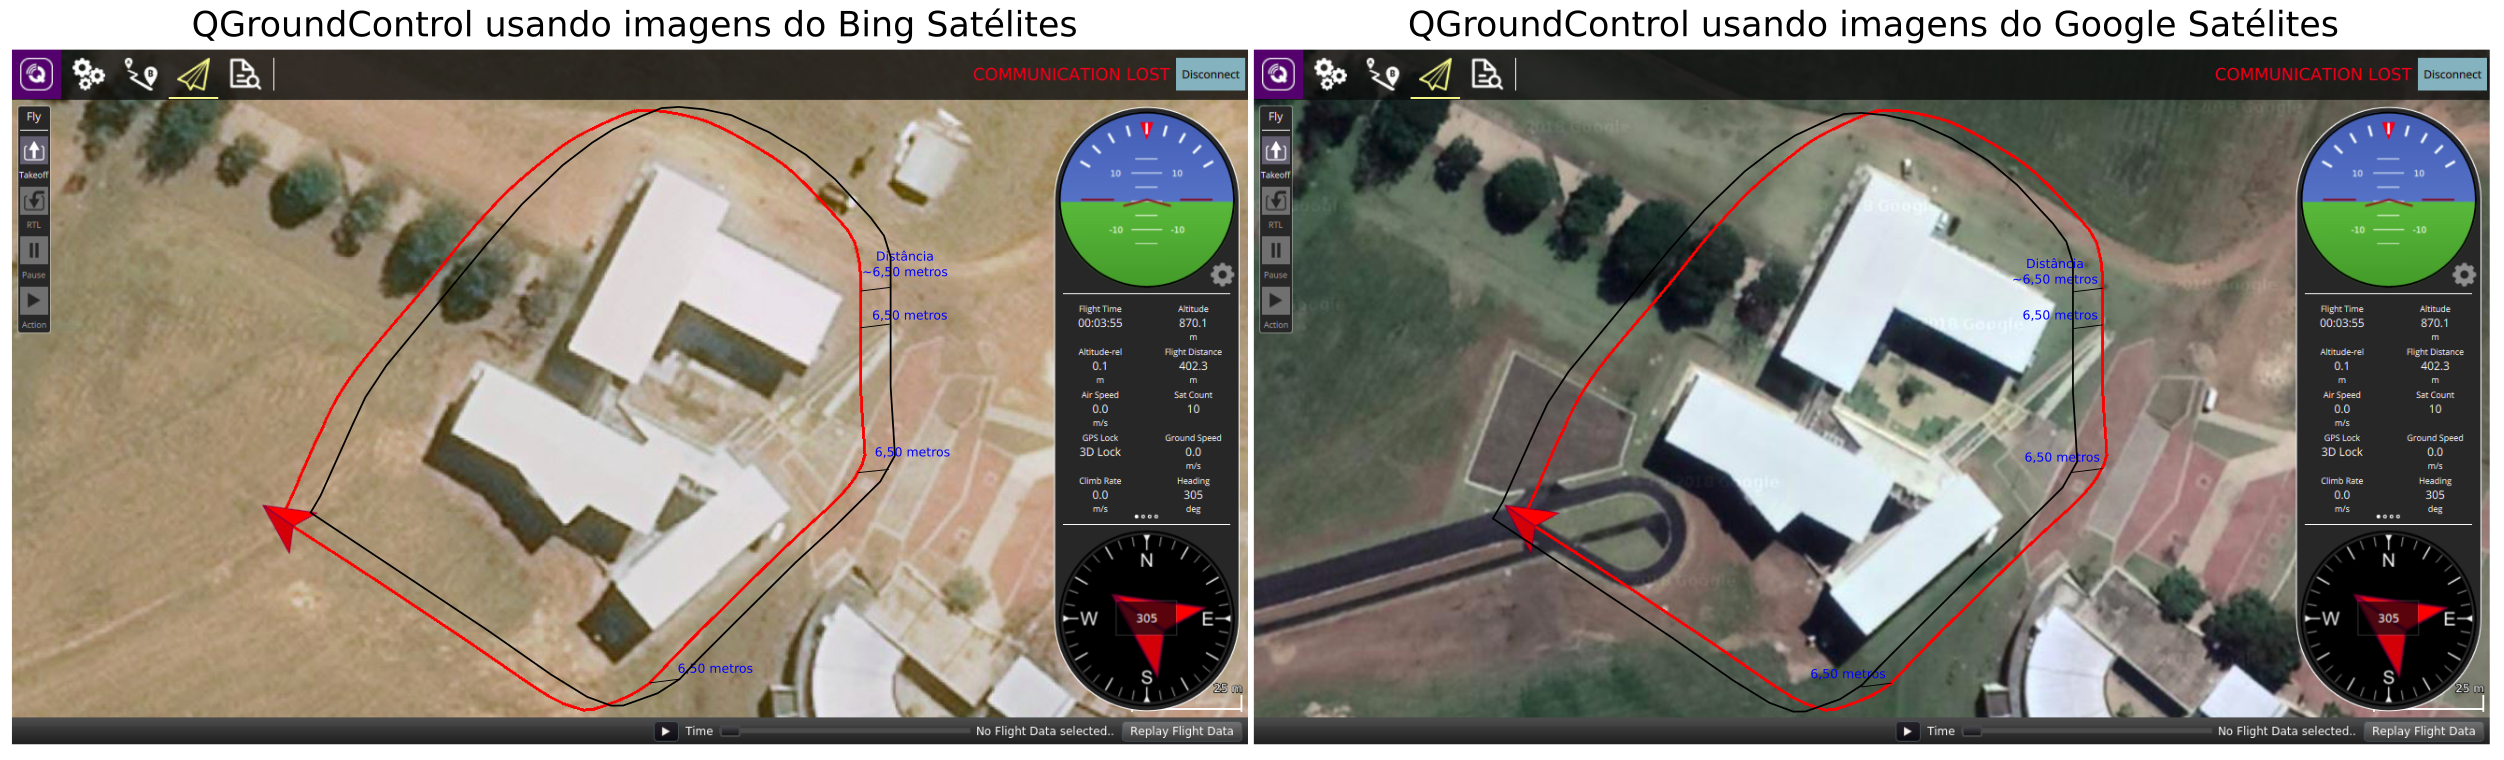 QGroundControl usando imagens do Bing Satélites
COMMUNICATION LOST
Disconnect
Fly
Takeoff
RTL
Pause
Action
B
Distância
~6,50 metros
6,50 metros
6,50 metros
6,50 metros
10 10
-10 -10
Flight Time Altitude
00:03:55 870.1
m
Altitude-rel Flight Distance
0.1 402.3
m m
Air Speed Sat Count
0.0 10
m/s
GPS Lock Ground Speed
3D Lock 0.0
m/s
Climb Rate Heading
0.0 305
m/s deg
N
W 305 E
S
25 m
Time
No Flight Data selected..
Replay Flight Data
QGroundControl usando imagens do Google Satélites
COMMUNICATION LOST
Disconnect
Fly
Takeoff
RTL
Pause
Action
B
Distância
~6,50 metros
6,50 metros
6,50 metros
6,50 metros
10 10
-10 -10
Flight Time Altitude
00:03:55 870.1
m
Altitude-rel Flight Distance
0.1 402.3
m m
Air Speed Sat Count
0.0 10
m/s
GPS Lock Ground Speed
3D Lock 0.0
m/s
Climb Rate Heading
0.0 305
m/s deg
N
W 305 E
S
25 m
Time
No Flight Data selected..
Replay Flight Data